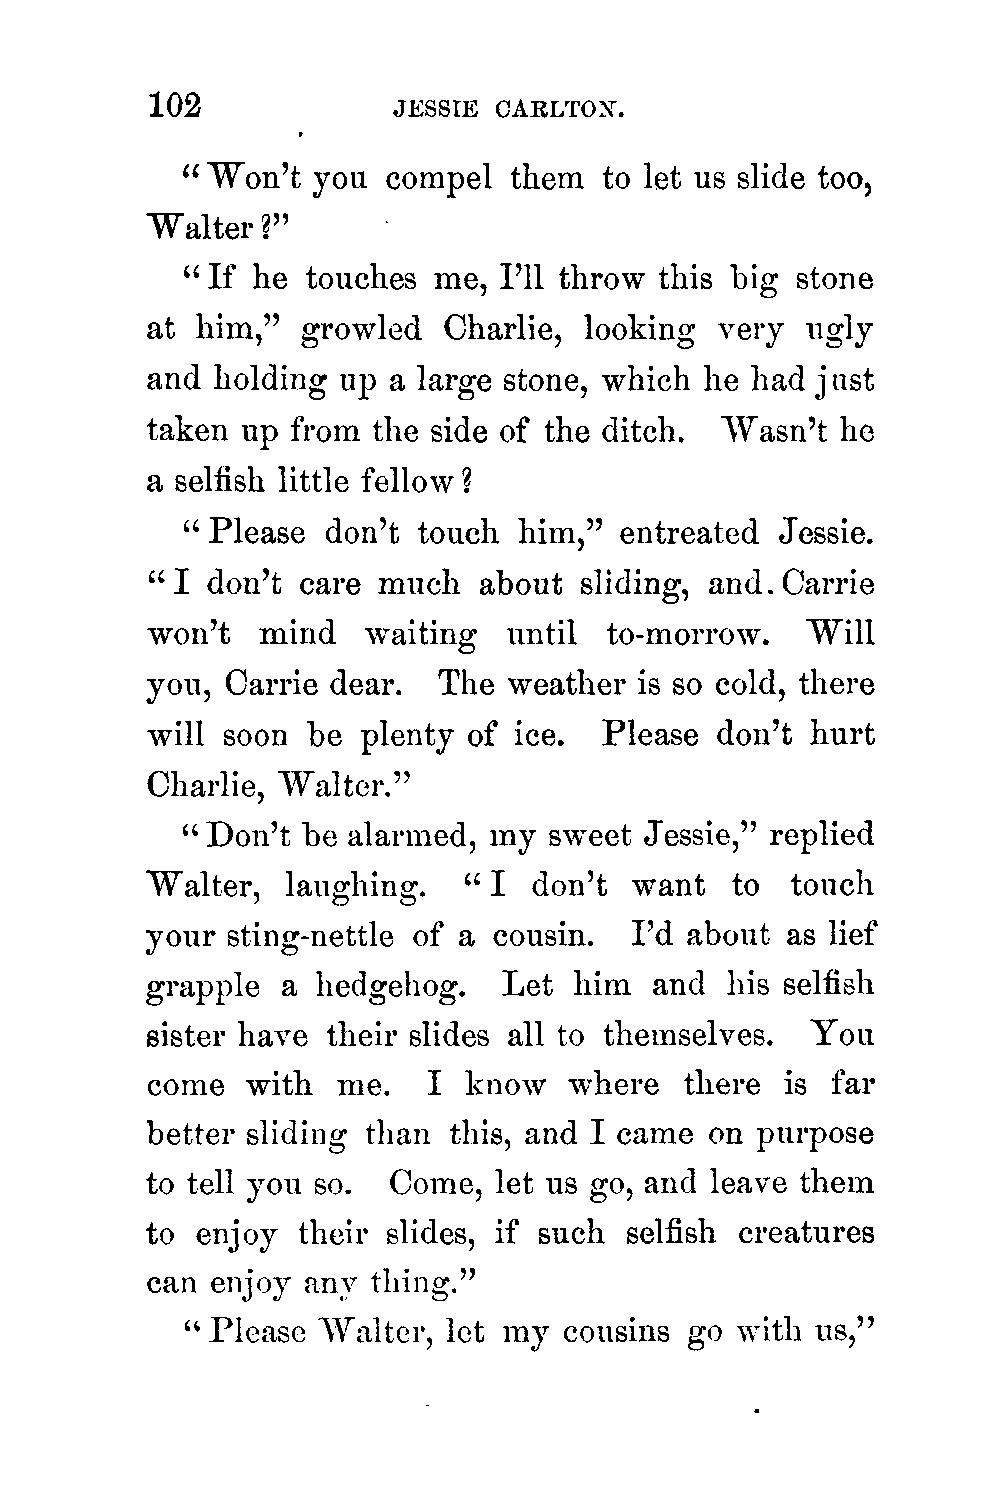 102 JESSIE CARLTON.
“Won’t you compel them to let us slide too,
Walter?”
“If he touches me, I’ll throw this big stone
at him,” growled Charlie, looking very ugly
and holding up a large stone, which he had just
taken up from the side of the ditch. Wasn’t he
a selfish little fellow?
“Please don’t touch him,” entreated Jessie.
“I don’t care much about sliding, and Carrie
won’t mind waiting until to-morrow. Will
you, Carrie dear. The weather is so cold, there
will soon be plenty of ice. Please don’t hurt
Charlie, Walter.”
“Don’t be alarmed, my sweet Jessie,” replied
Walter, laughing. “I don’t want to touch
your sting-nettle of a cousin. I’d about as lief
grapple a hedgehog. Let him and his selfish
sister have their slides all to themselves. You
come with me. I know where there is far
better sliding than this, and I came on purpose
to tell you so. Come, let us go, and leave them
to enjoy their slides, if such selfish creatures
can enjoy any thing.”
“Please Walter, let my cousins go with us,”